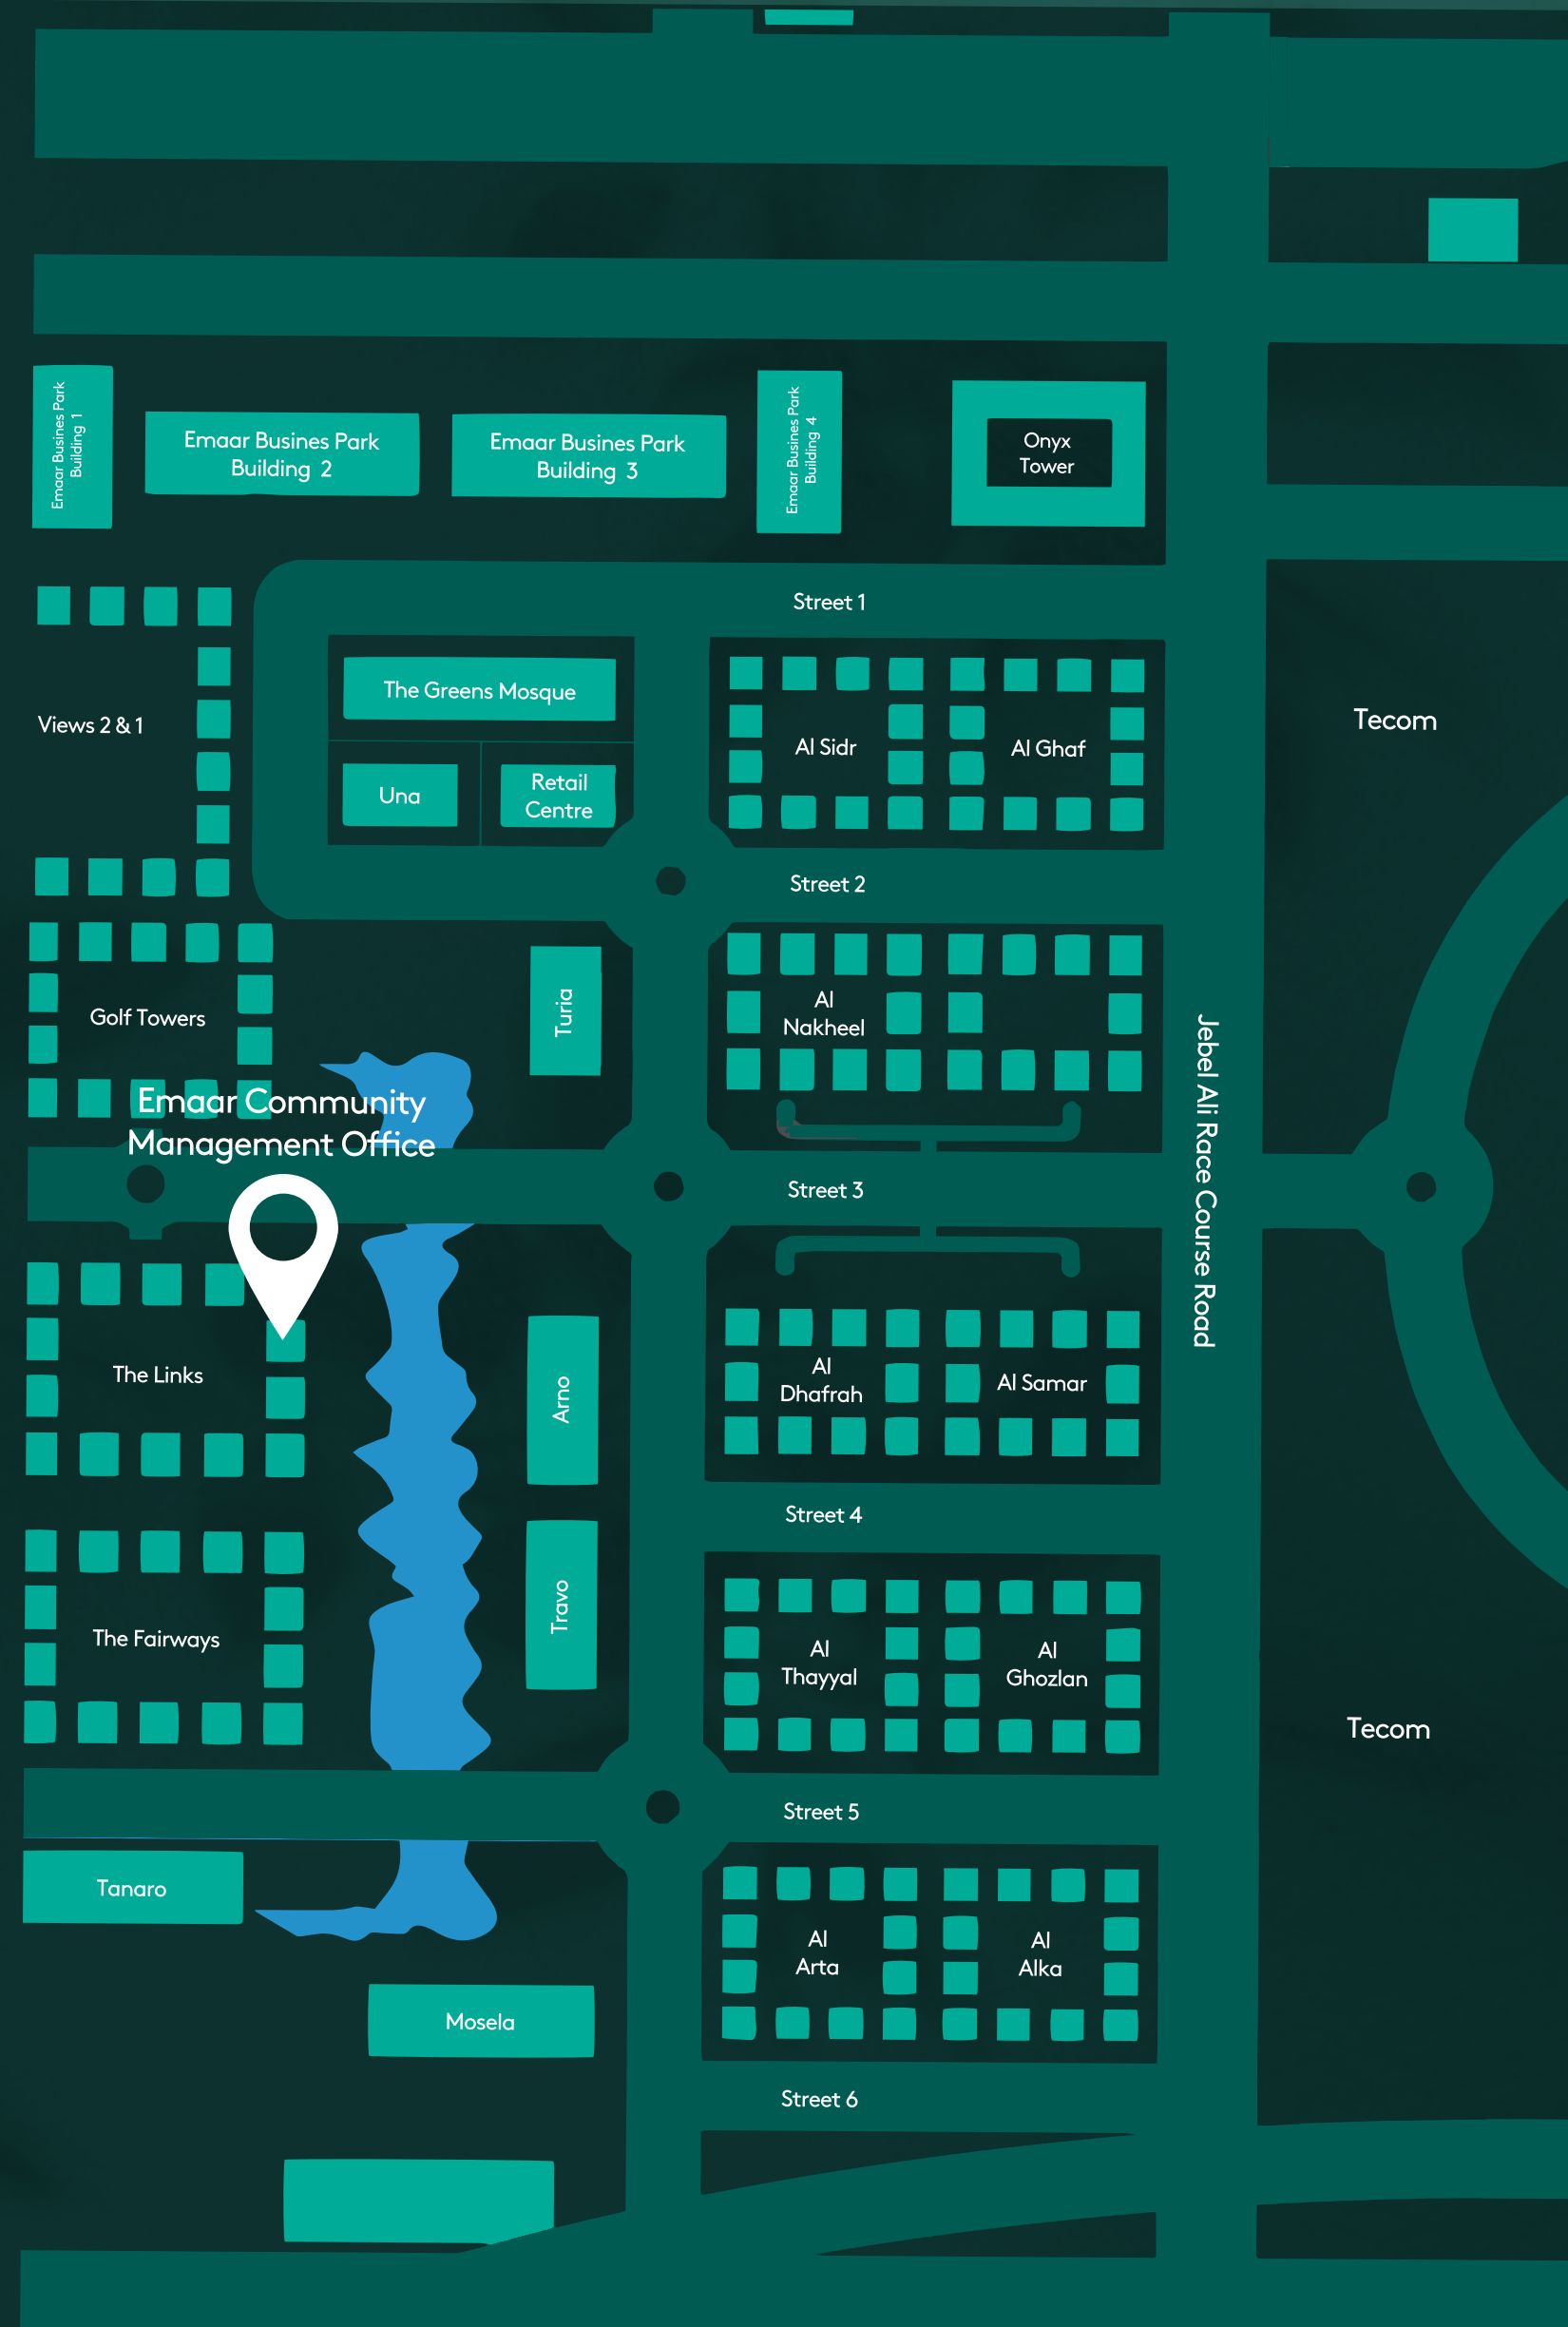 Emaar Busines Park
Building 1
Emaar Busines Park
Building 2
Emaar Busines Park
Building 3
Emaar Busines Park
Building 4
Onyx
Tower
Street 1
The Greens Mosque
Views 2 & 1
Una
Retail
Centre
Al Sidr
Al Ghaf
Tecom
Street 2
Golf Towers
Turia
Al
Nakheel
Emaar Community
Management Office
Street 3
Jebel Ali Race Course Road
The Links
Arno
Al
Dhafrah
Al Samar
Street 4
The Fairways
Travo
Al
Thayyal
Al
Ghozlan
Tecom
Street 5
Tanaro
Al
Arta
Al
Alka
Mosela
Street 6